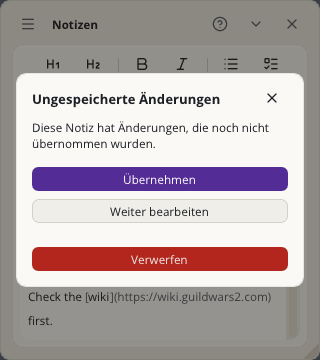 Notizen
H1 H2 B I
Ungespeicherte Änderungen
Diese Notiz hat Änderungen, die noch nicht
übernommen wurden.
Übernehmen
Weiter bearbeiten
Verwerfen
Check the [wiki](https://wiki.guildwars2.com)
first.